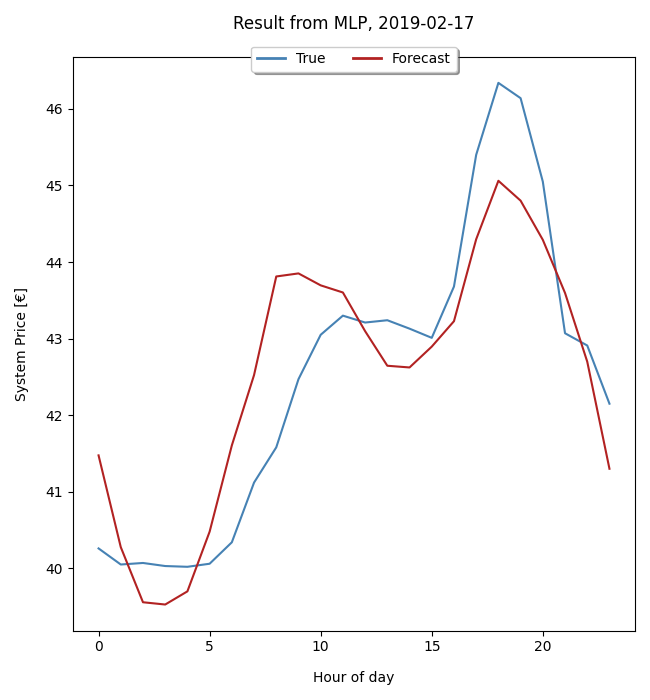 Result from MLP, 2019-02-17
True Forecast
System Price [€]
46
45
44
43
42
41
40
0 5 10 15 20
Hour of day